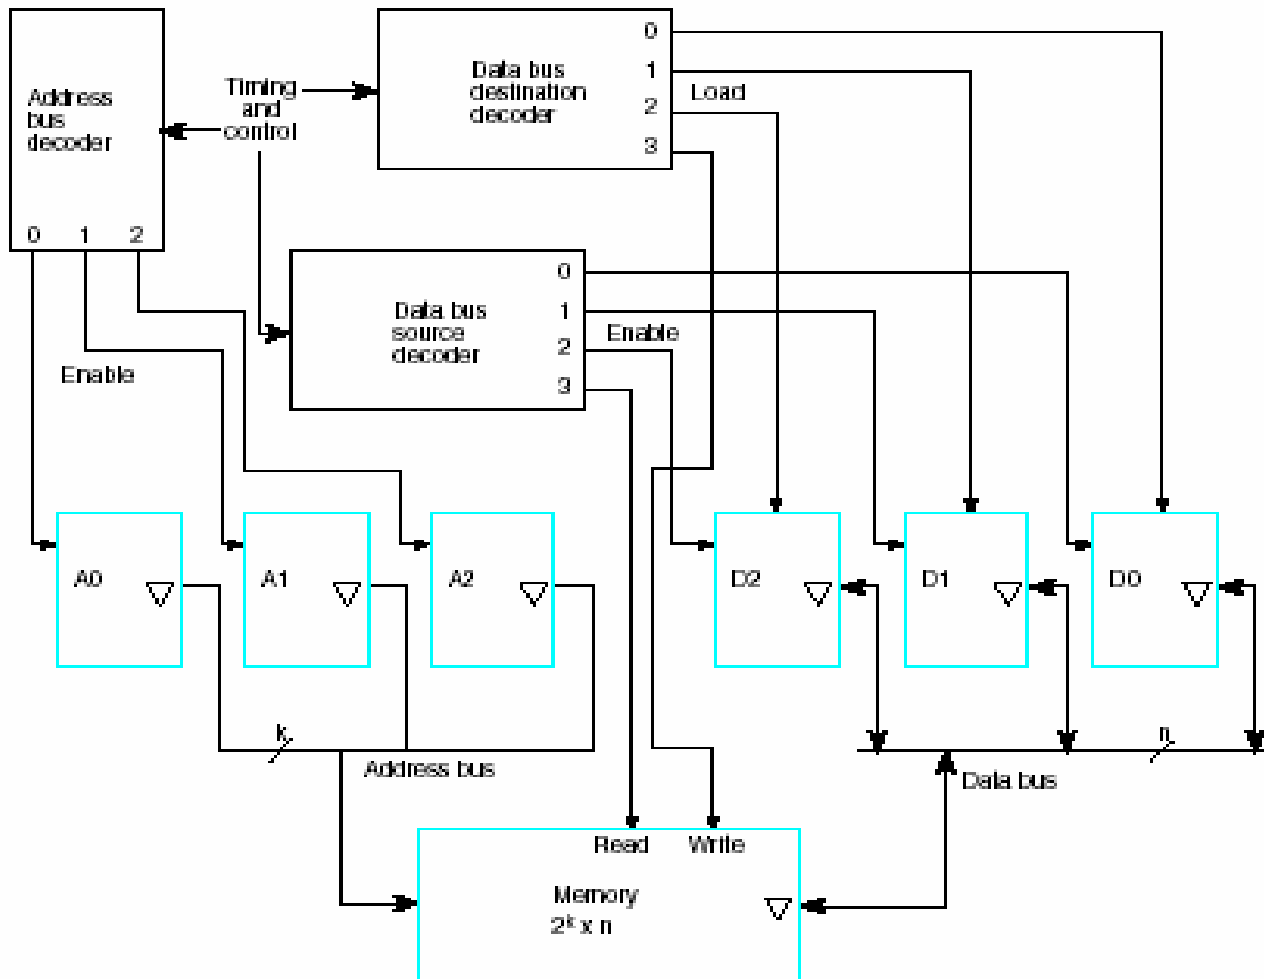 Address
bus
decoder
0 1 2
Timing
and
control
Data bus
destination
decoder
0
1
2
3
Load
Data bus
source
decoder
0
1
2
3
Enable
Enable
A0
A1
A2
D2
D1
D0
k
Address bus
n
Data bus
Read Write
Memory
2ᵏ x n